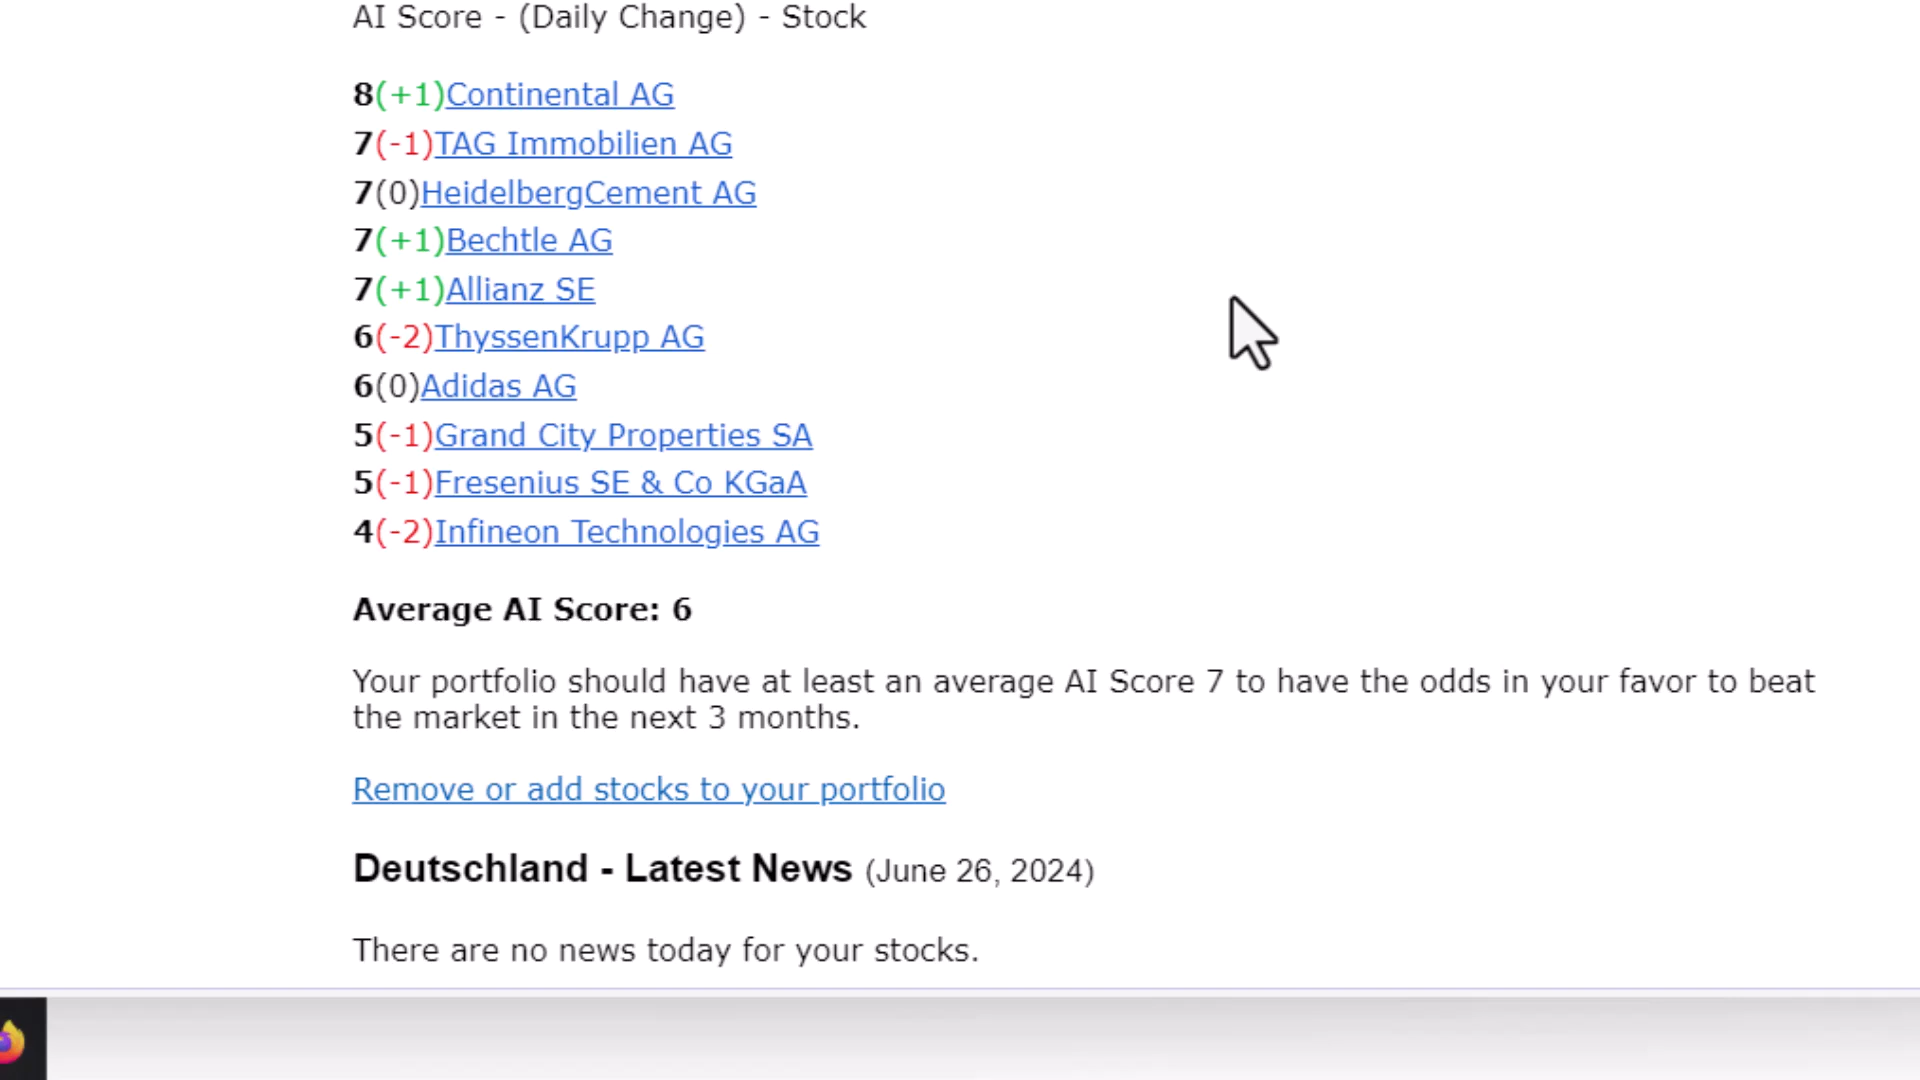 AI Score - (Daily Change) - Stock
8(+1)Continental AG
7(-1)TAG Immobilien AG
7(0)HeidelbergCement AG
7(+1)Bechtle AG
7(+1)Allianz SE
6(-2)ThyssenKrupp AG
6(0)Adidas AG
5(-1)Grand City Properties SA
5(-1)Fresenius SE & Co KGaA
4(-2)Infineon Technologies AG
Average AI Score: 6
Your portfolio should have at least an average AI Score 7 to have the odds in your favor to beat
the market in the next 3 months.
Remove or add stocks to your portfolio
Deutschland - Latest News (June 26, 2024)
There are no news today for your stocks.